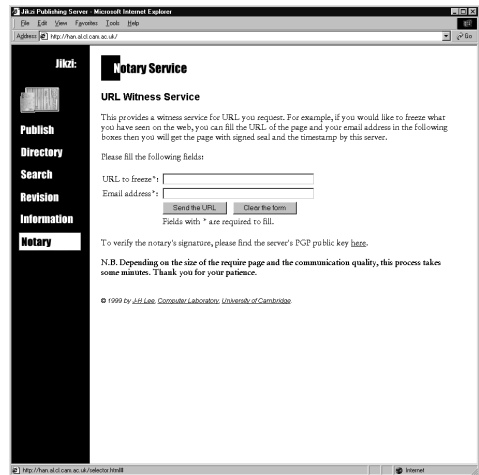 Jikzi Publishing Server - Microsoft Internet Explorer
File Edit View Favorites Tools Help
Address http://han.al.cl.cam.ac.uk/ Go
Jikzi:
Publish
Directory
Search
Revision
Information
Notary
Notary Service
URL Witness Service
This provides a witness service for URL you request. For example, if you would like to freeze what
you have seen on the web, you can fill the URL of the page and your email address in the following
boxes then you will get the page with signed seal and the timestamp by this server.
Please fill the following fields:
URL to freeze*:
Email address*:
Send the URL Clear the form
Fields with * are required to fill.
To verify the notary's signature, please find the server's PGP public key here.
N.B. Depending on the size of the require page and the communication quality, this process takes
some minutes. Thank you for your patience.
© 1999 by J-H Lee, Computer Laboratory, University of Cambridge.
http://han.al.cl.cam.ac.uk/selector.html# Internet